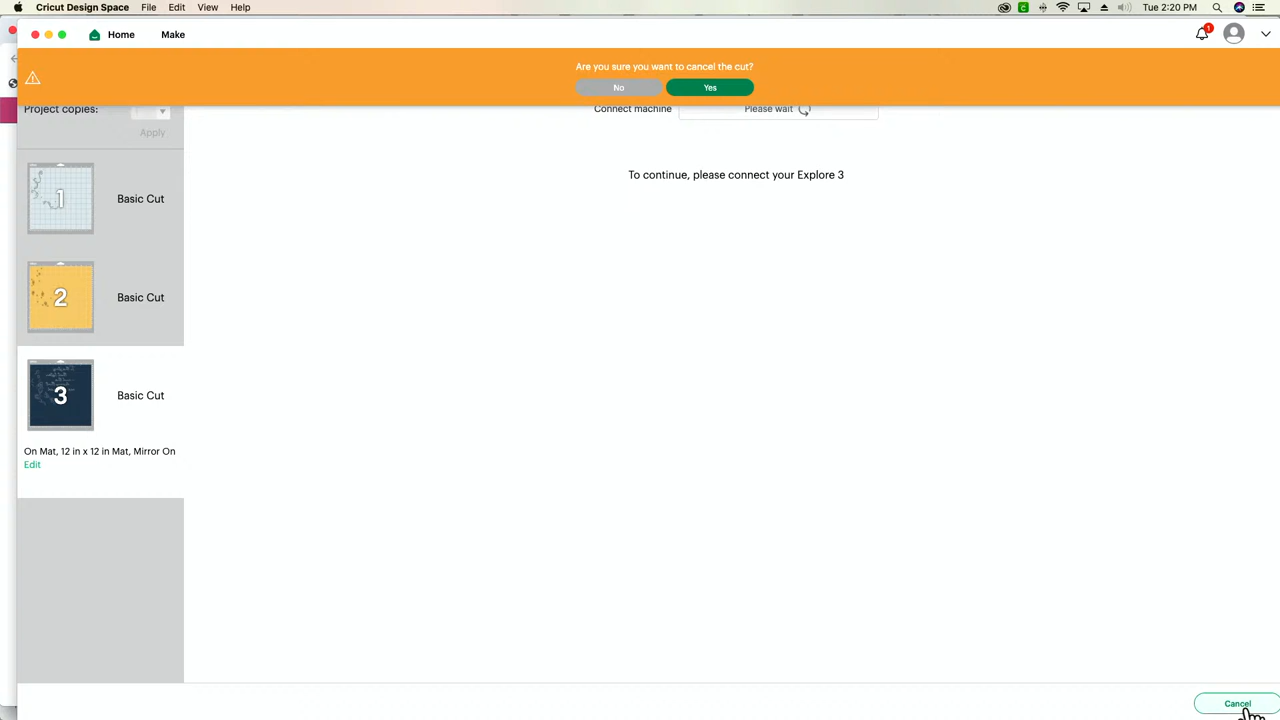 Cricut Design Space File Edit View Help Tue 2:20 PM
Home Make 1
Are you sure you want to cancel the cut?
No Yes
Project copies:
Connect machine Please wait
Apply
To continue, please connect your Explore 3
1 Basic Cut
2 Basic Cut
3 Basic Cut
On Mat, 12 in x 12 in Mat, Mirror On
Edit
Cancel